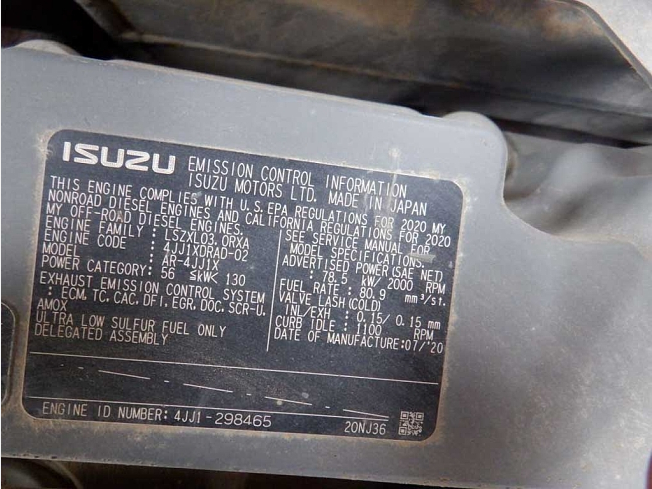 ISUZU EMISSION CONTROL INFORMATION
ISUZU MOTORS LTD. MADE IN JAPAN
THIS ENGINE COMPLIES WITH U.S.EPA REGULATIONS FOR 2020 MY
NONROAD DIESEL ENGINES AND CALIFORNIA REGULATIONS FOR 2020
MY OFF-ROAD DIESEL ENGINES.
ENGINE FAMILY : LSZXL03.0RXA
ENGINE CODE : 4JJ1XDRAD-02
MODEL : AR-4JJ1X
POWER CATEGORY: 56 ≦kW< 130
EXHAUST EMISSION CONTROL SYSTEM
: ECM, TC, CAC, DFI, EGR, DOC, SCR-U,
AMOX
ULTRA LOW SULFUR FUEL ONLY
DELEGATED ASSEMBLY
SEE SERVICE MANUAL FOR
MODEL SPECIFICATIONS
ADVERTISED POWER (SAE NET)
: 78.5 kW/ 2000 RPM
FUEL RATE: 80.9 mm³/st.
VALVE LASH (COLD)
INL/EXH : 0.15/ 0.15 mm
CURB IDLE : 1100 RPM
DATE OF MANUFACTURE:07/'20
ENGINE ID NUMBER: 4JJ1-298465
20NJ36